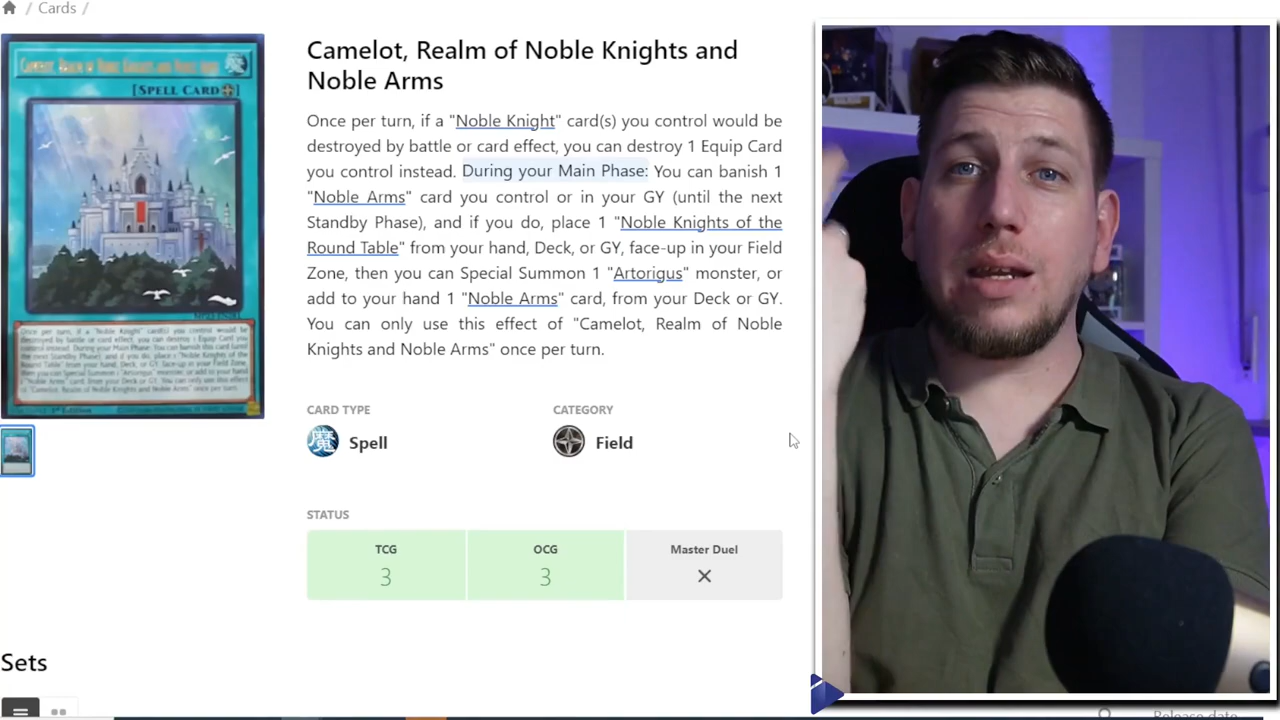 / Cards /
[SPELL CARD
Camelot, Realm of Noble Knights and
Noble Arms
Once per turn, if a "Noble Knight" card(s) you control would be
destroyed by battle or card effect, you can destroy 1 Equip Card
you control instead. During your Main Phase: You can banish 1
"Noble Arms" card you control or in your GY (until the next
Standby Phase), and if you do, place 1 "Noble Knights of the
Round Table" from your hand, Deck, or GY, face-up in your Field
Zone, then you can Special Summon 1 "Artorigus" monster, or
add to your hand 1 "Noble Arms" card, from your Deck or GY.
You can only use this effect of "Camelot, Realm of Noble
Knights and Noble Arms" once per turn.
CARD TYPE
CATEGORY
魔 Spell
Field
STATUS
TCG
OCG
Master Duel
3
3
Sets
Release date